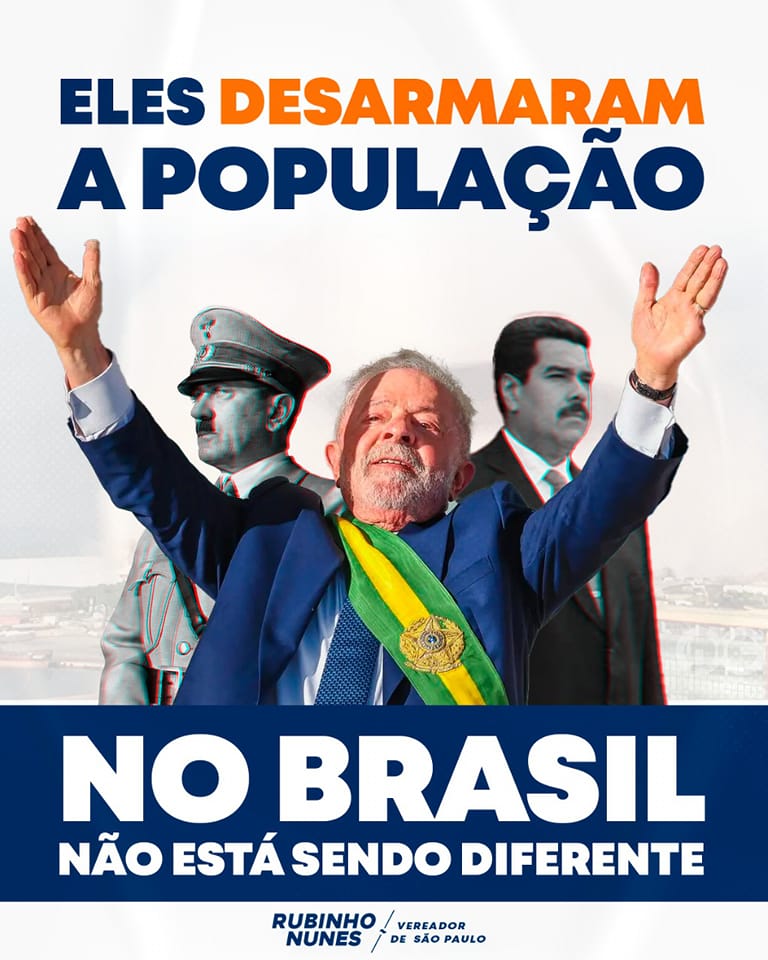 ELES DESARMARAM
A POPULAÇÃO
NO BRASIL
NÃO ESTÁ SENDO DIFERENTE
RUBINHO
NUNES
VEREADOR
DE SÃO PAULO